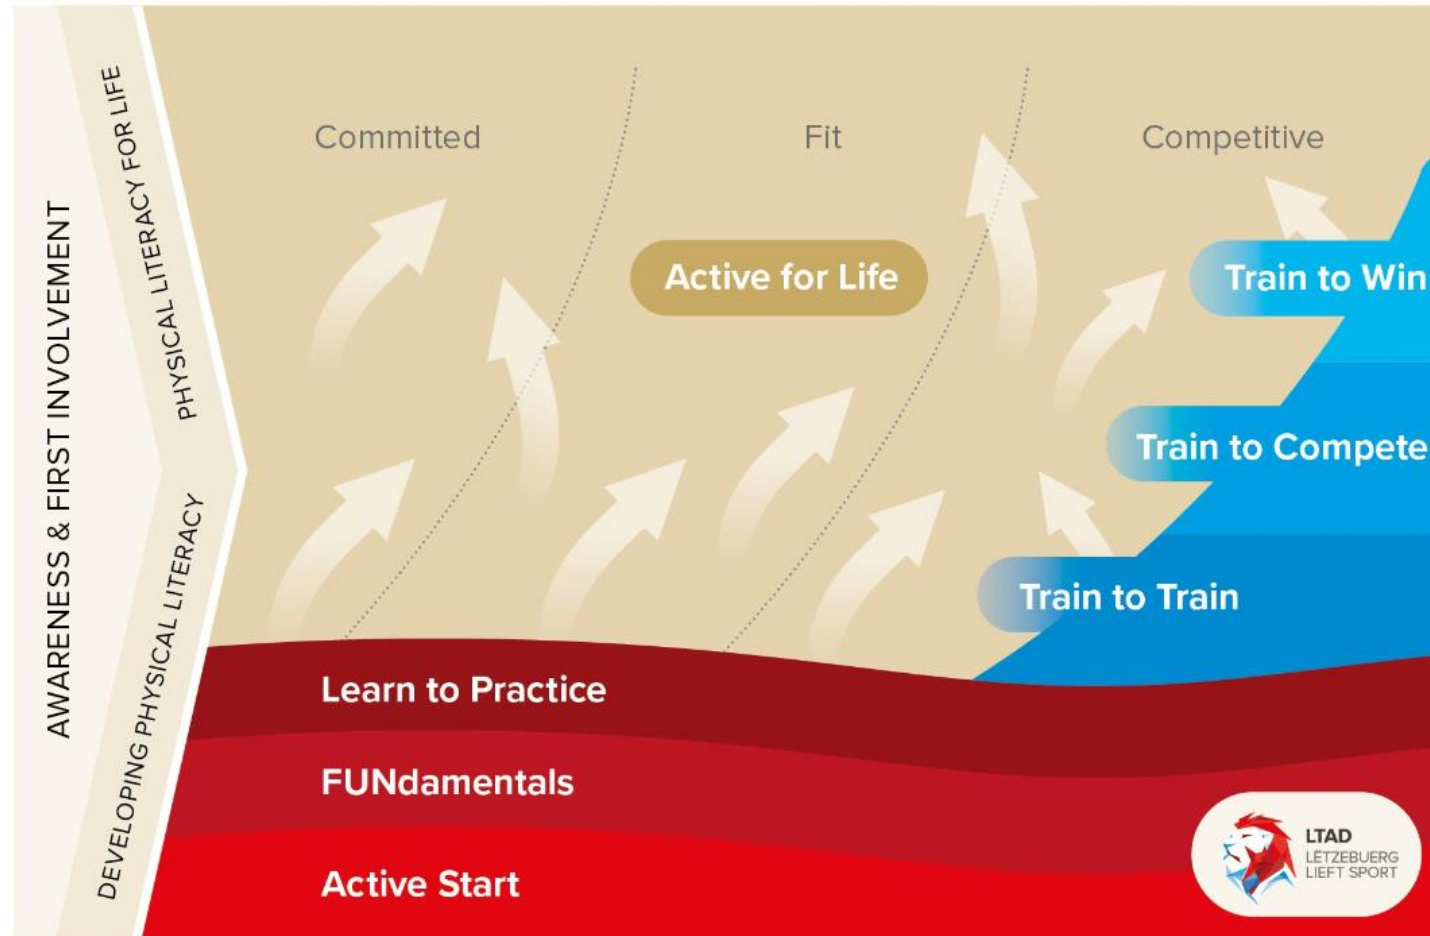 AWARENESS & FIRST INVOLVEMENT
PHYSICAL LITERACY FOR LIFE
DEVELOPING PHYSICAL LITERACY
Committed
Fit
Competitive
Active for Life
Train to Win
Train to Compete
Train to Train
Learn to Practice
FUNdamentals
Active Start
LTAD
LËTZEBUERG
LIEFT SPORT